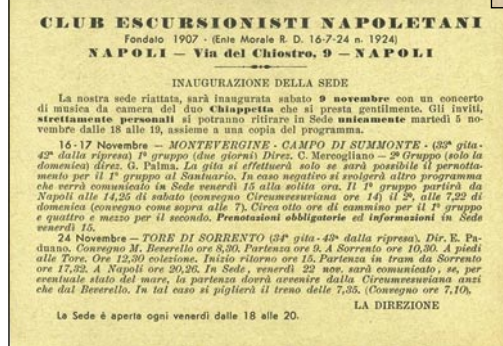 CLUB ESCURSIONISTI NAPOLETANI
Fondato 1907 - (Ente Morale R. D. 16-7-24 n. 1924)
NAPOLI — Via del Chiostro, 9 — NAPOLI
INAUGURAZIONE DELLA SEDE
La nostra sede riattata, sarà inaugurata sabato 9 novembre con un concerto
di musica da camera del duo Chiappetta che si presta gentilmente. Gli inviti,
strettamente personali si potranno ritirare in Sede unicamente martedì 5 no-
vembre dalle 18 alle 19, assieme a una copia del programma.
16-17 Novembre — MONTEVERGINE - CAMPO DI SUMMONTE - (33ª gita-
42ª dalla ripresa) 1º gruppo (due giorni) Direz. C. Mercogliano — 2º Gruppo (solo la
domenica) direz. G. Palma. La gita si effettuerà solo se sarà possibile il pernotta-
mento per il 1º gruppo al Santuario. In caso negativo si svolgerà altro programma
che verrà comunicato in Sede venerdì 15 alla solita ora. Il 1º gruppo partirà da
Napoli alle 14,25 di sabato (convegno Circumvesuviana ore 14) il 2º, alle 7,22 di
domenica (convegno come sopra alle 7). Circa otto ore di cammino per il 1º gruppo
e quattro e mezzo per il secondo. Prenotazioni obbligatorie ed informazioni in Sede
venerdì 15.
24 Novembre — TORE DI SORRENTO (34ª gita - 43ª dalla ripresa). Dir. E. Pa-
duano. Convegno M. Beverello ore 8,30. Partenza ore 9. A Sorrento ore 10,30. A piedi
alle Tore. Ore 12,30 colezione. Inizio ritorno ore 15. Partenza in tram da Sorrento
ore 17,32. A Napoli ore 20,26. In Sede, venerdì 22 nov. sarà comunicato, se, per
eventuale stato del mare, la partenza dovrà avvenire dalla Circumvesuviana anzi
che dal Beverello. In tal caso si piglierà il treno delle 7,35. (Convegno ore 7,10).
LA DIREZIONE
La Sede è aperta ogni venerdì dalle 18 alle 20.